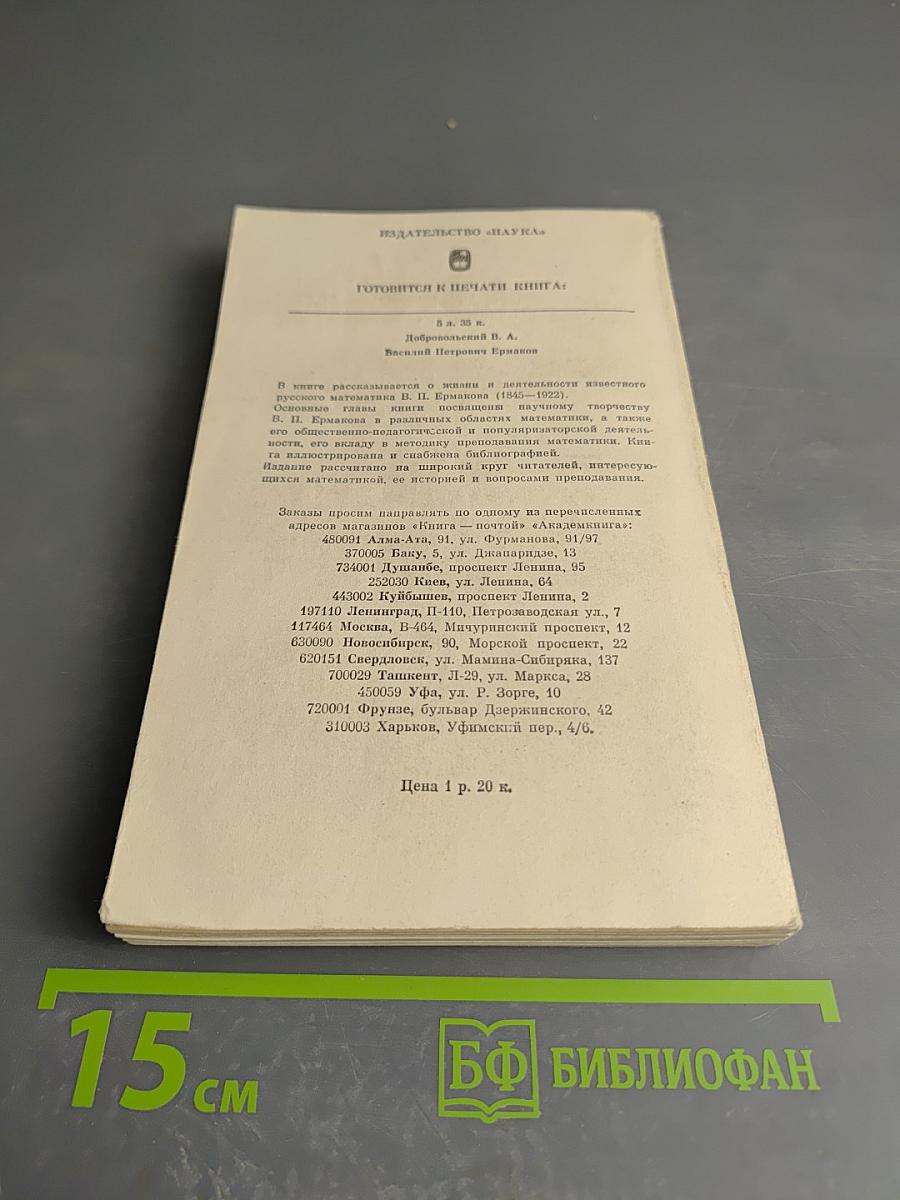 ИЗДАТЕЛЬСТВО «НАУКА»
ГОТОВИТСЯ К ПЕЧАТИ КНИГА:
5 л. 35 к.
Добровольский В. А.
Василий Петрович Ермаков
В книге рассказывается о жизни и деятельности известного
русского математика В. П. Ермакова (1845—1922).
Основные главы книги посвящены научному творчеству
В. П. Ермакова в различных областях математики, а также
его общественно-педагогической и популяризаторской деятель-
ности, его вкладу в методику преподавания математики. Кни-
га иллюстрирована и снабжена библиографией.
Издание рассчитано на широкий круг читателей, интересую-
щихся математикой, ее историей и вопросами преподавания.
Заказы просим направлять по одному из перечисленных
адресов магазинов «Книга — почтой» «Академкнига»:
480091 Алма-Ата, 91, ул. Фурманова, 91/97
370005 Баку, 5, ул. Джапаридзе, 13
734001 Душанбе, проспект Ленина, 95
252030 Киев, ул. Ленина, 64
443002 Куйбышев, проспект Ленина, 2
197110 Ленинград, П-110, Петрозаводская ул., 7
117464 Москва, В-464, Мичуринский проспект, 12
630090 Новосибирск, 90, Морской проспект, 22
620151 Свердловск, ул. Мамина-Сибиряка, 137
700029 Ташкент, Л-29, ул. Маркса, 28
450059 Уфа, ул. Р. Зорге, 10
720001 Фрунзе, бульвар Дзержинского, 42
310003 Харьков, Уфимский пер., 4/6.
Цена 1 р. 20 к.
15 см
БФ БИБЛИОФАН